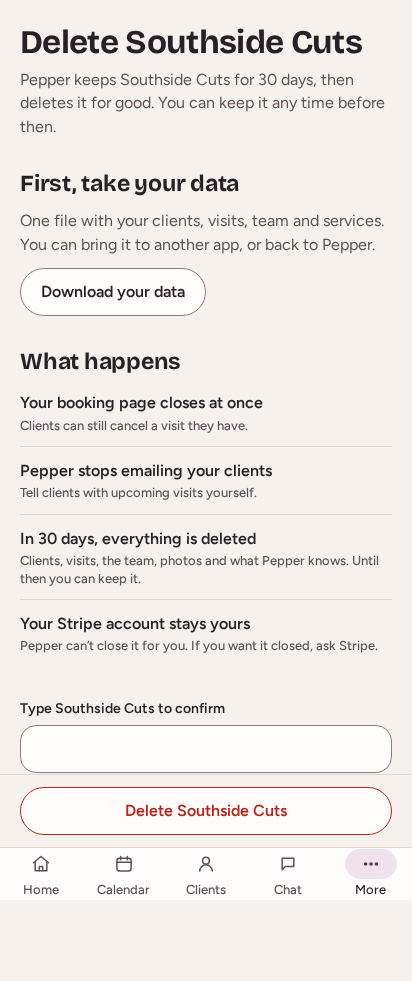 Delete Southside Cuts
Pepper keeps Southside Cuts for 30 days, then
deletes it for good. You can keep it any time before
then.
First, take your data
One file with your clients, visits, team and services.
You can bring it to another app, or back to Pepper.
Download your data
What happens
Your booking page closes at once
Clients can still cancel a visit they have.
Pepper stops emailing your clients
Tell clients with upcoming visits yourself.
In 30 days, everything is deleted
Clients, visits, the team, photos and what Pepper knows. Until
then you can keep it.
Your Stripe account stays yours
Pepper can’t close it for you. If you want it closed, ask Stripe.
Type Southside Cuts to confirm
Delete Southside Cuts
Home
Calendar
Clients
Chat
More